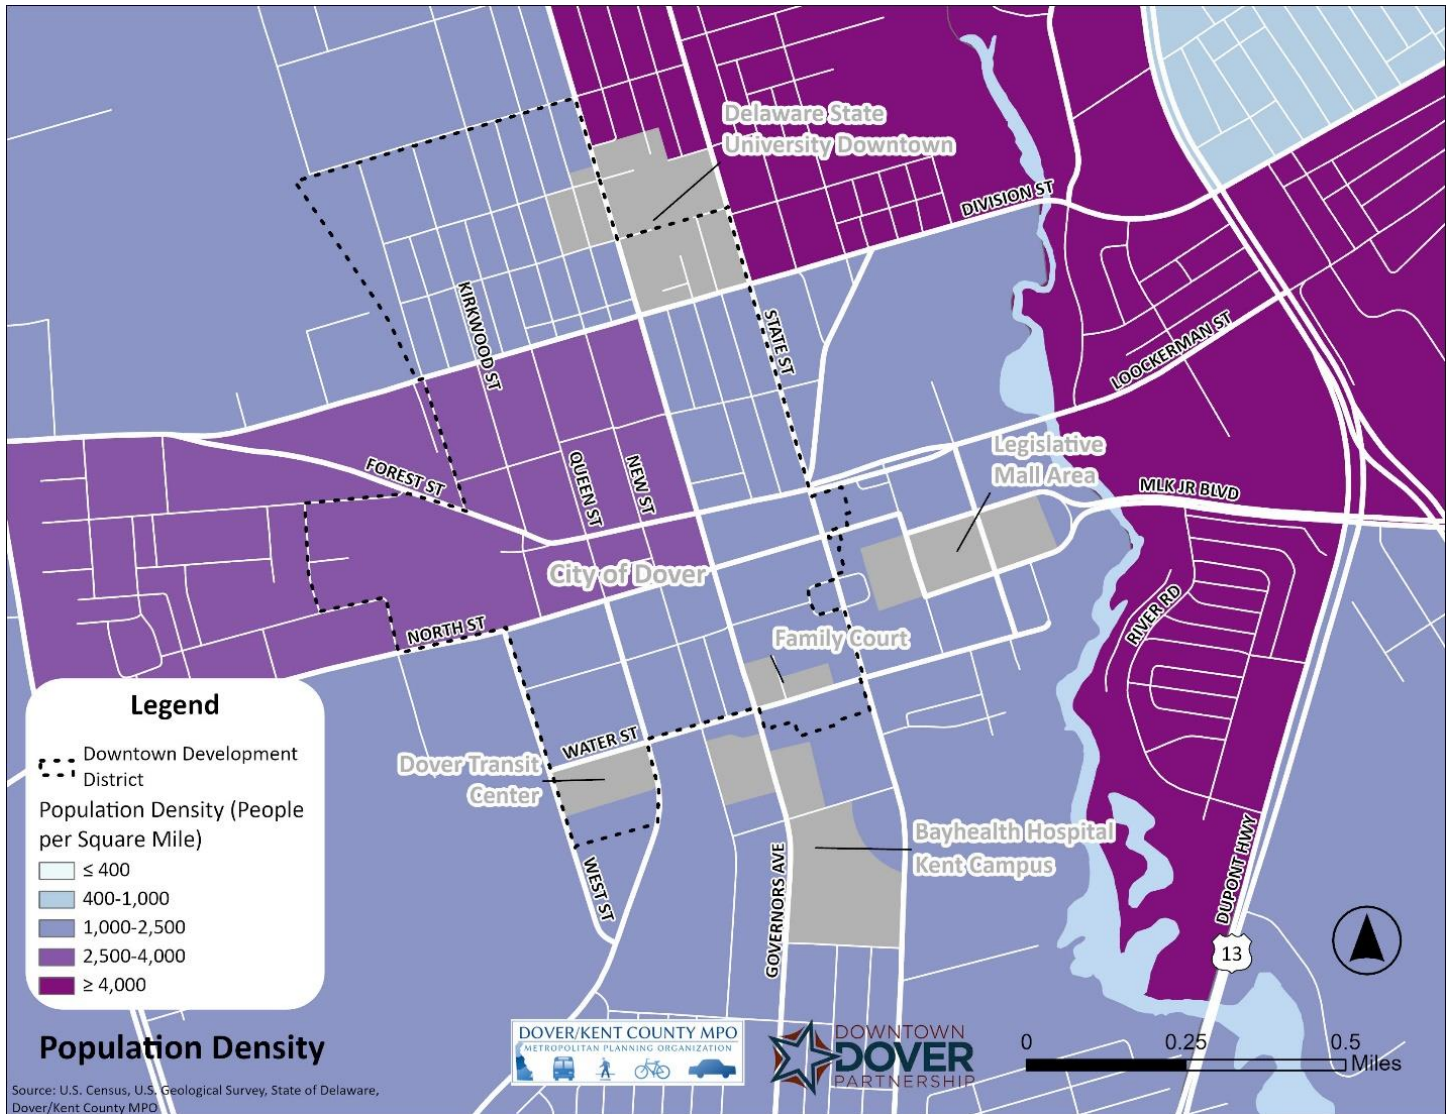 Delaware State
University Downtown
DIVISION ST
KIRKWOOD ST
STATE ST
LOOCKERMAN ST
FOREST ST
QUEEN ST
NEW ST
Legislative
Mall Area
MLK JR BLVD
City of Dover
RIVER RD
NORTH ST
Family Court
WATER ST
Dover Transit
Center
Bayhealth Hospital
Kent Campus
WEST ST
GOVERNORS AVE
DUPONT HWY
13
Legend
Downtown Development
District
Population Density (People
per Square Mile)
≤ 400
400-1,000
1,000-2,500
2,500-4,000
≥ 4,000
Population Density
Source: U.S. Census, U.S. Geological Survey, State of Delaware,
Dover/Kent County MPO
DOVER/KENT COUNTY MPO
METROPOLITAN PLANNING ORGANIZATION
DOWNTOWN
DOVER
PARTNERSHIP
0 0.25 0.5
Miles